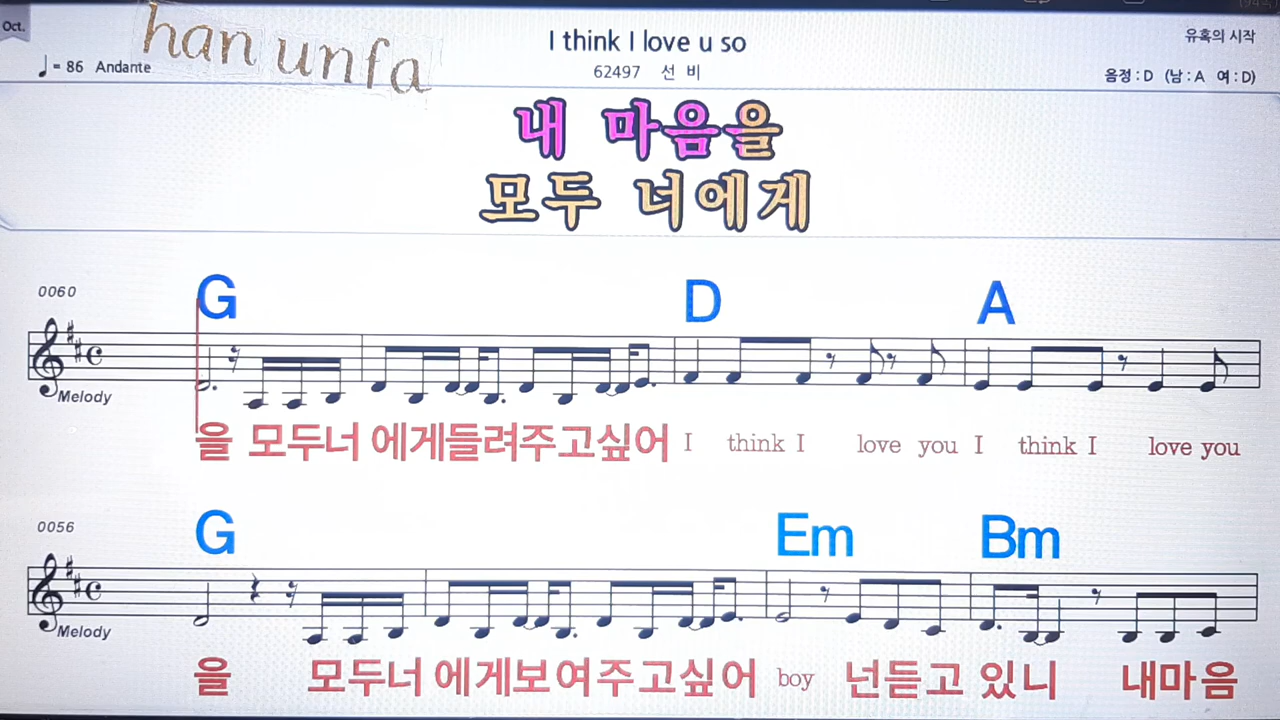 Oct.
han unfa
I think I love u so
유혹의 시작
♩= 86 Andante
62497 선 비
음정 : D (남 : A 여 : D)
내 마음을
모두 너에게
0060
G D A
Melody
을 모두너 에게들려주고싶어 I think I love you I think I love you
0056
G Em Bm
Melody
을 모두너 에게보여주고싶어 boy 넌듣고 있니 내마음